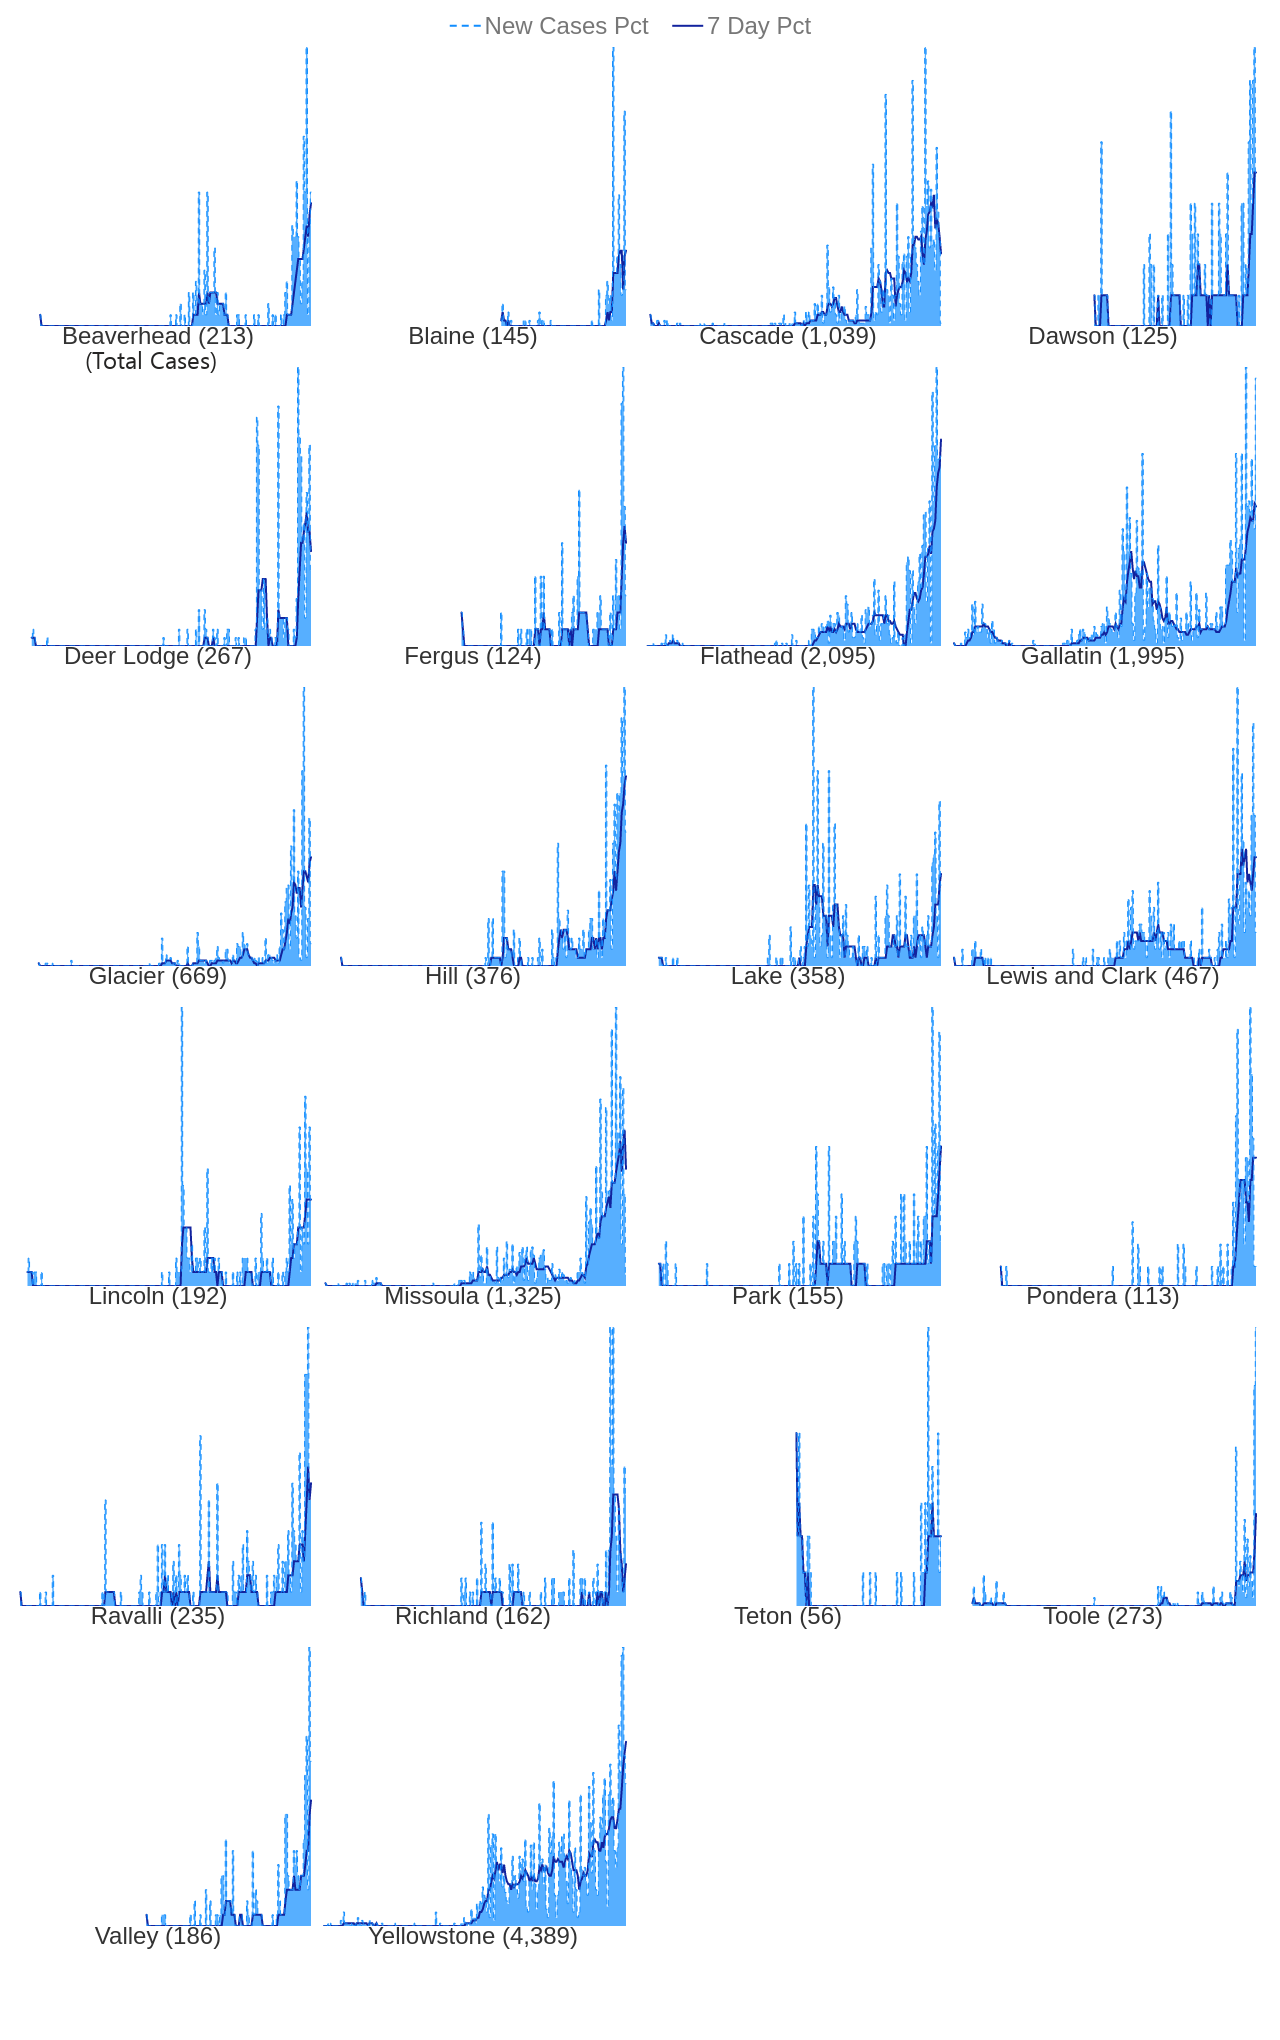 New Cases Pct 7 Day Pct
Beaverhead (213) Blaine (145) Cascade (1,039) Dawson (125)
(Total Cases)
Deer Lodge (267) Fergus (124) Flathead (2,095) Gallatin (1,995)
Glacier (669) Hill (376) Lake (358) Lewis and Clark (467)
Lincoln (192) Missoula (1,325) Park (155) Pondera (113)
Ravalli (235) Richland (162) Teton (56) Toole (273)
Valley (186) Yellowstone (4,389)